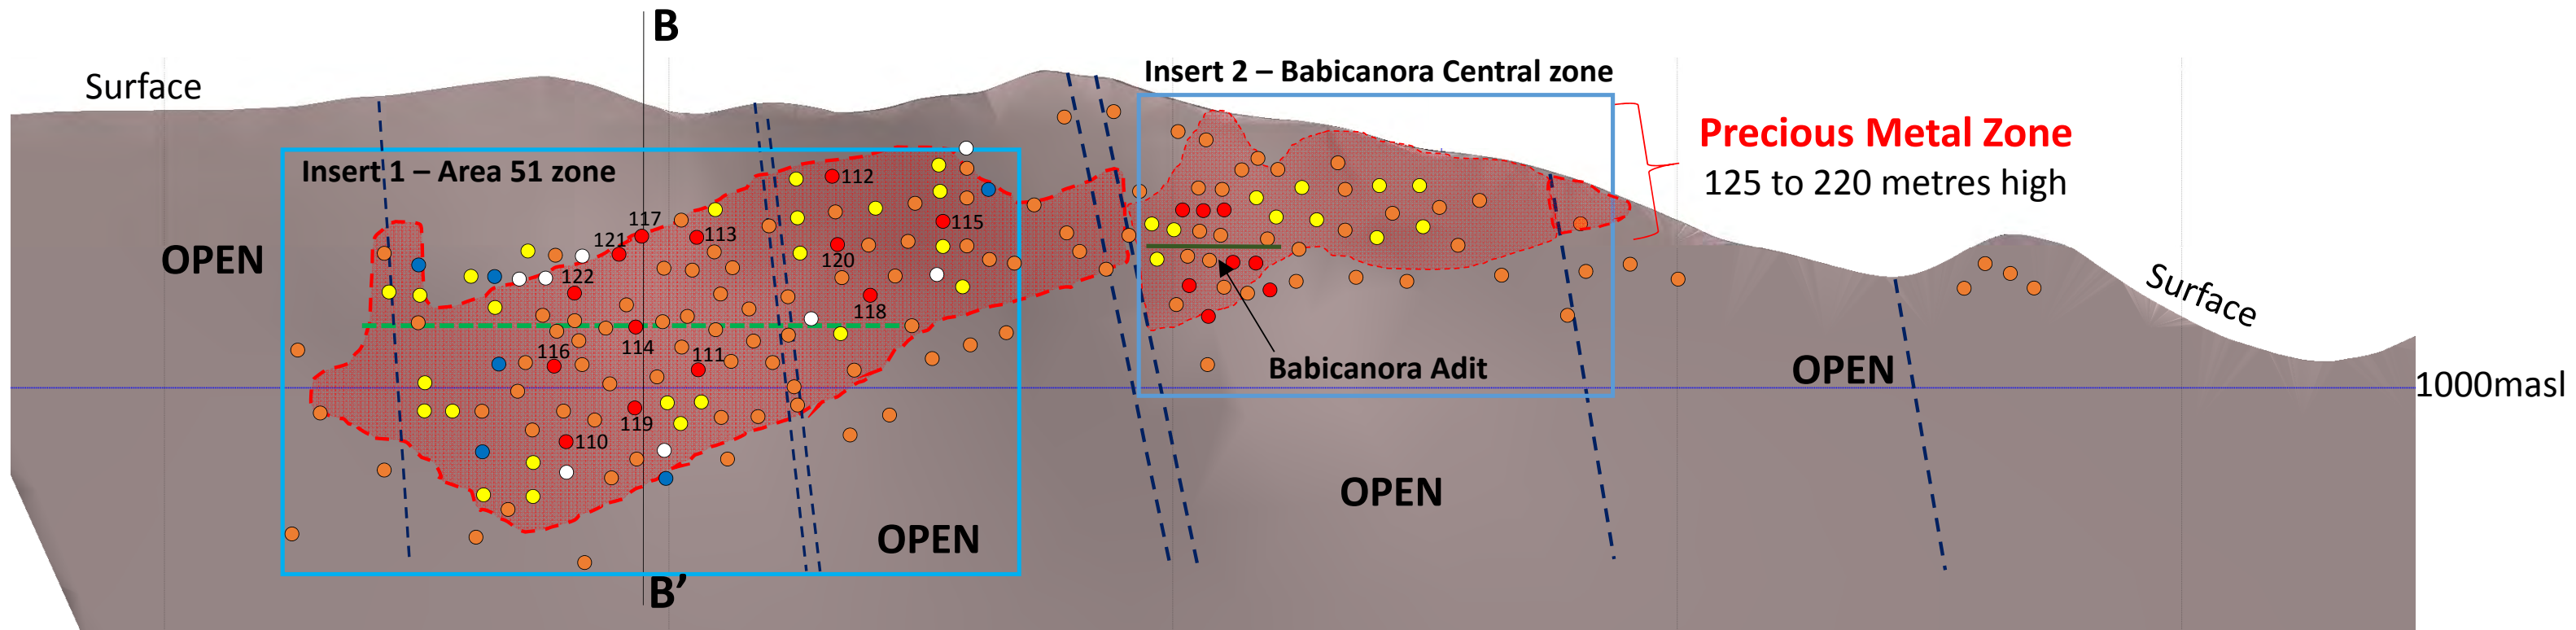 B
Surface
Insert 2 – Babicanora Central zone
Precious Metal Zone
125 to 220 metres high
Insert 1 – Area 51 zone
112
117
115
121
113
OPEN
120
122
Surface
118
114
116
111
Babicanora Adit
OPEN
1000masl
119
110
OPEN
OPEN
B’